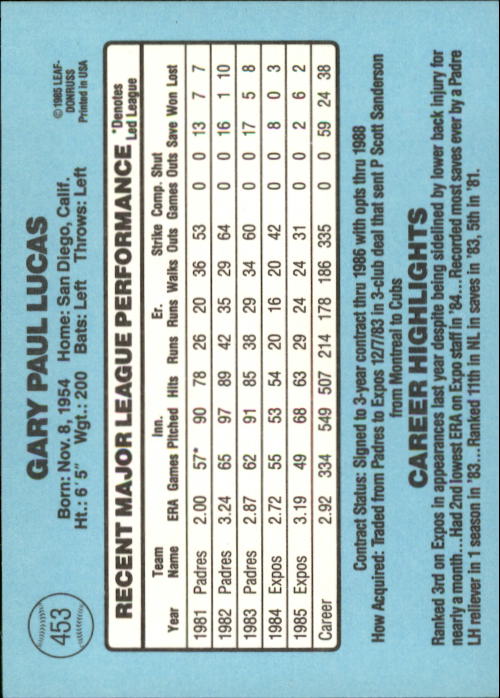 453
GARY PAUL LUCAS
Born: Nov. 8, 1954 Home: San Diego, Calif.
Ht.: 6' 5" Wgt.: 200 Bats: Left Throws: Left
© 1985 LEAF-
DONRUSS
Printed in USA
RECENT MAJOR LEAGUE PERFORMANCE
*Denotes
Led League
Team Inn. Er. Strike Comp. Shut
Year Name ERA Games Pitched Hits Runs Runs Walks Outs Games Outs Save Won Lost
1981 Padres 2.00 57* 90 78 26 20 36 53 0 0 13 7 7
1982 Padres 3.24 65 97 89 42 35 29 64 0 0 16 1 10
1983 Padres 2.87 62 91 85 38 29 34 60 0 0 17 5 8
1984 Expos 2.72 55 53 54 20 16 20 42 0 0 8 0 3
1985 Expos 3.19 49 68 63 29 24 24 31 0 0 2 6 2
Career 2.92 334 549 507 214 178 186 335 0 0 59 24 38
Contract Status: Signed to 3-year contract thru 1986 with opts thru 1988
How Acquired: Traded from Padres to Expos 12/7/83 in 3-club deal that sent P Scott Sanderson
from Montreal to Cubs
CAREER HIGHLIGHTS
Ranked 3rd on Expos in appearances last year despite being sidelined by lower back injury for
nearly a month...Had 2nd lowest ERA on Expo staff in '84...Recorded most saves ever by a Padre
LH reliever in 1 season in '83...Ranked 11th in NL in saves in '83, 5th in '81.